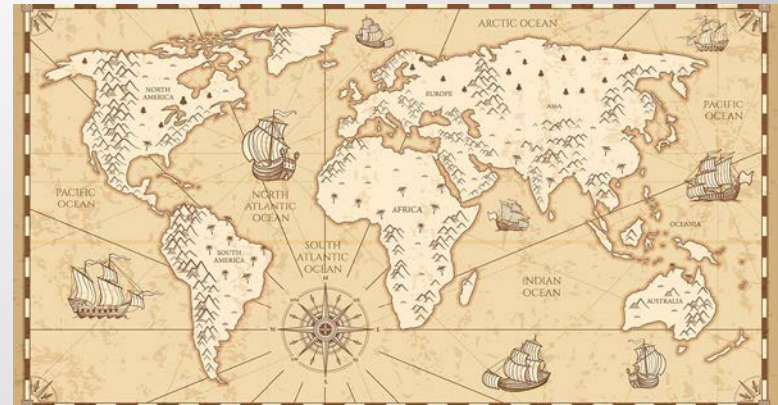 ARCTIC OCEAN
NORTH
AMERICA
EUROPE
ASIA
PACIFIC
OCEAN
PACIFIC
OCEAN
NORTH
ATLANTIC
OCEAN
AFRICA
OCEANIA
SOUTH
AMERICA
SOUTH
ATLANTIC
OCEAN
INDIAN
OCEAN
AUSTRALIA
N
W
E
S